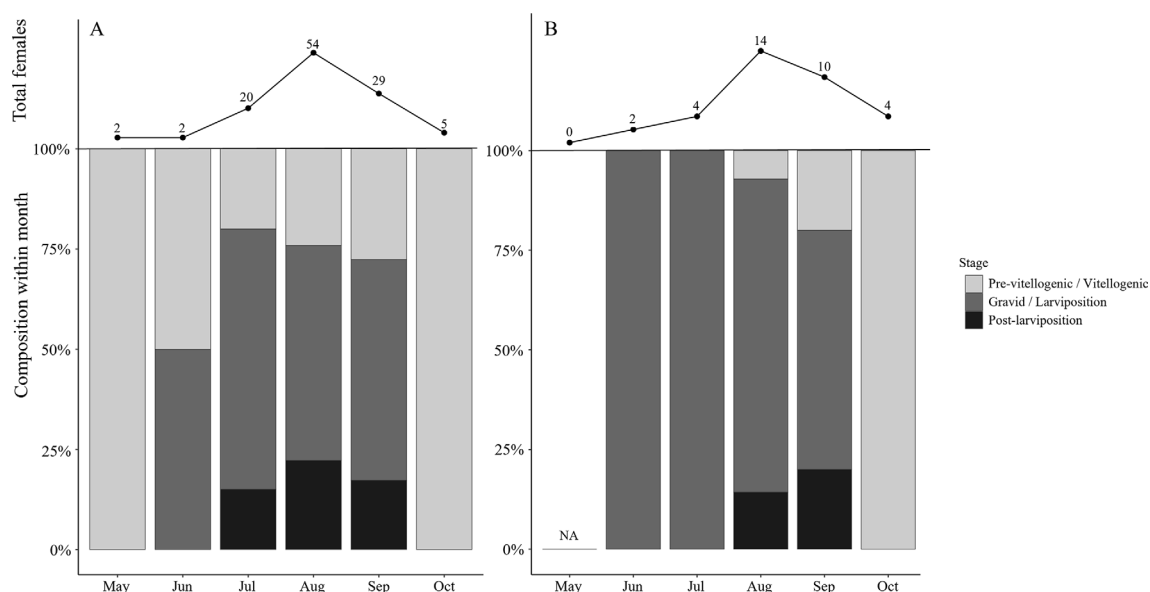 A
B
Total females
2
2
20
54
29
5
0
2
4
14
10
4
Composition within month
100%
75%
50%
25%
0%
100%
75%
50%
25%
0%
NA
May Jun Jul Aug Sep Oct
May Jun Jul Aug Sep Oct
Stage
Pre-vitellogenic / Vitellogenic
Gravid / Larviposition
Post-larviposition